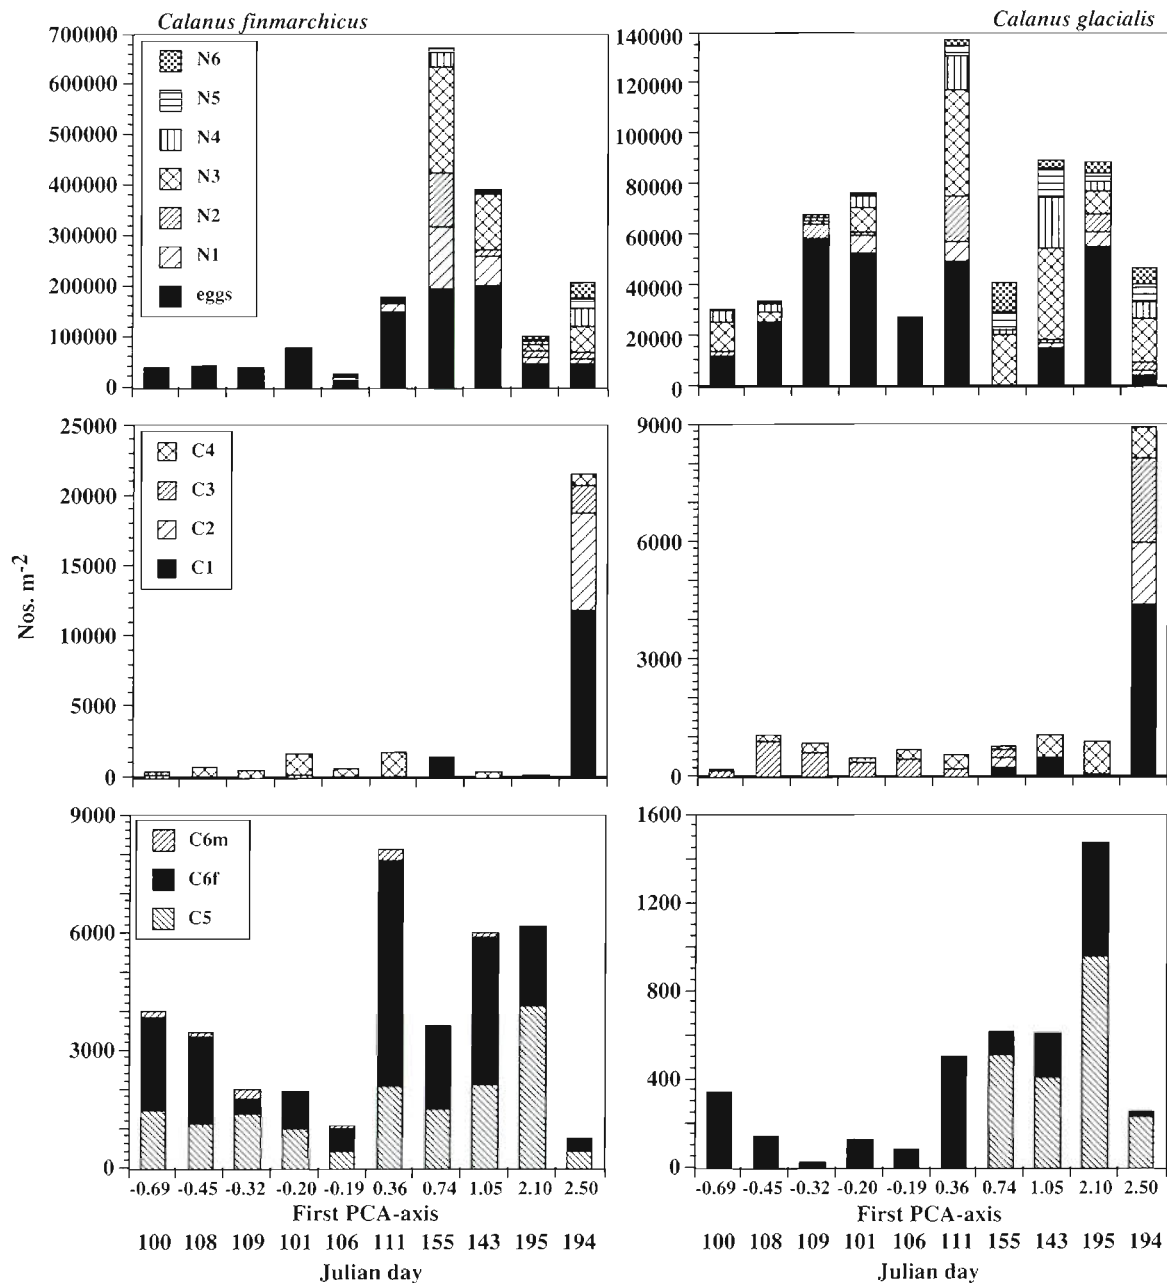 Calanus finmarchicus
Calanus glacialis
700000
600000
500000
400000
300000
200000
100000
0
N6
N5
N4
N3
N2
N1
eggs
140000
120000
100000
80000
60000
40000
20000
0
Nos. m-2
25000
20000
15000
10000
5000
0
C4
C3
C2
C1
9000
6000
3000
0
9000
6000
3000
0
C6m
C6f
C5
1600
1200
800
400
0
-0.69 -0.45 -0.32 -0.20 -0.19 0.36 0.74 1.05 2.10 2.50
First PCA-axis
100 108 109 101 106 111 155 143 195 194
Julian day
-0.69 -0.45 -0.32 -0.20 -0.19 0.36 0.74 1.05 2.10 2.50
First PCA-axis
100 108 109 101 106 111 155 143 195 194
Julian day